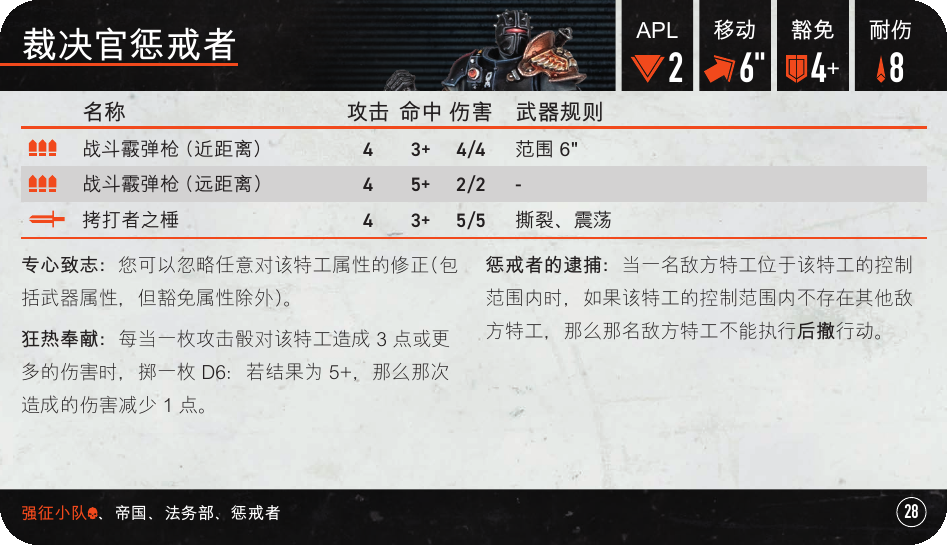 裁决官惩戒者
APL 移动 豁免 耐伤
2 6" 4+ 8
名称 攻击 命中 伤害 武器规则
战斗霰弹枪（近距离） 4 3+ 4/4 范围 6"
战斗霰弹枪（远距离） 4 5+ 2/2 -
拷打者之棰 4 3+ 5/5 撕裂、震荡
专心致志：您可以忽略任意对该特工属性的修正（包
括武器属性，但豁免属性除外）。
狂热奉献：每当一枚攻击骰对该特工造成 3 点或更
多的伤害时，掷一枚 D6：若结果为 5+，那么那次
造成的伤害减少 1 点。
惩戒者的逮捕：当一名敌方特工位于该特工的控制
范围内时，如果该特工的控制范围内不存在其他敌
方特工，那么那名敌方特工不能执行后撤行动。
强征小队、帝国、法务部、惩戒者
28